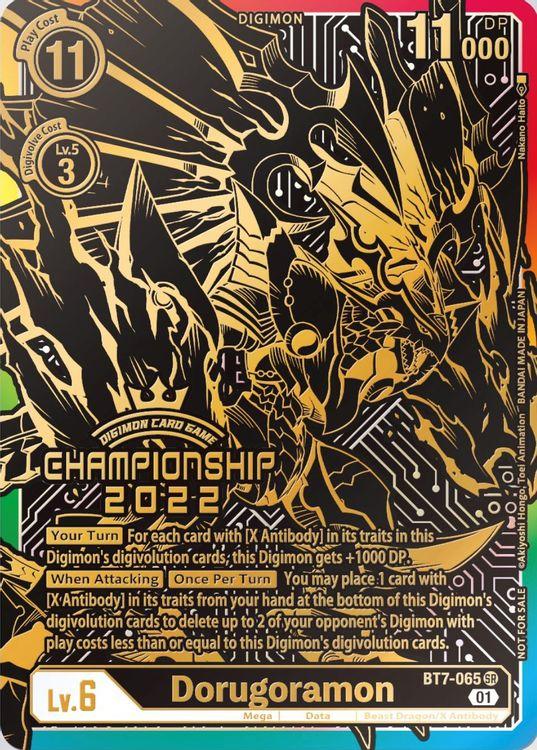 DIGIMON
Play Cost
11
DP
11000
Digivolve Cost
Lv.5
3
Nakano Haito
©Akiyoshi Hongo, Toei Animation BANDAI MADE IN JAPAN
NOT FOR SALE
DIGIMON CARD GAME
CHAMPIONSHIP
2022
Your Turn For each card with [X Antibody] in its traits in this
Digimon's digivolution cards, this Digimon gets +1000 DP.
When Attacking Once Per Turn You may place 1 card with
[X Antibody] in its traits from your hand at the bottom of this Digimon's
digivolution cards to delete up to 2 of your opponent's Digimon with
play costs less than or equal to this Digimon's digivolution cards.
Lv.6
Dorugoramon
BT7-065 SR
01
Mega Data Beast Dragon/X Antibody